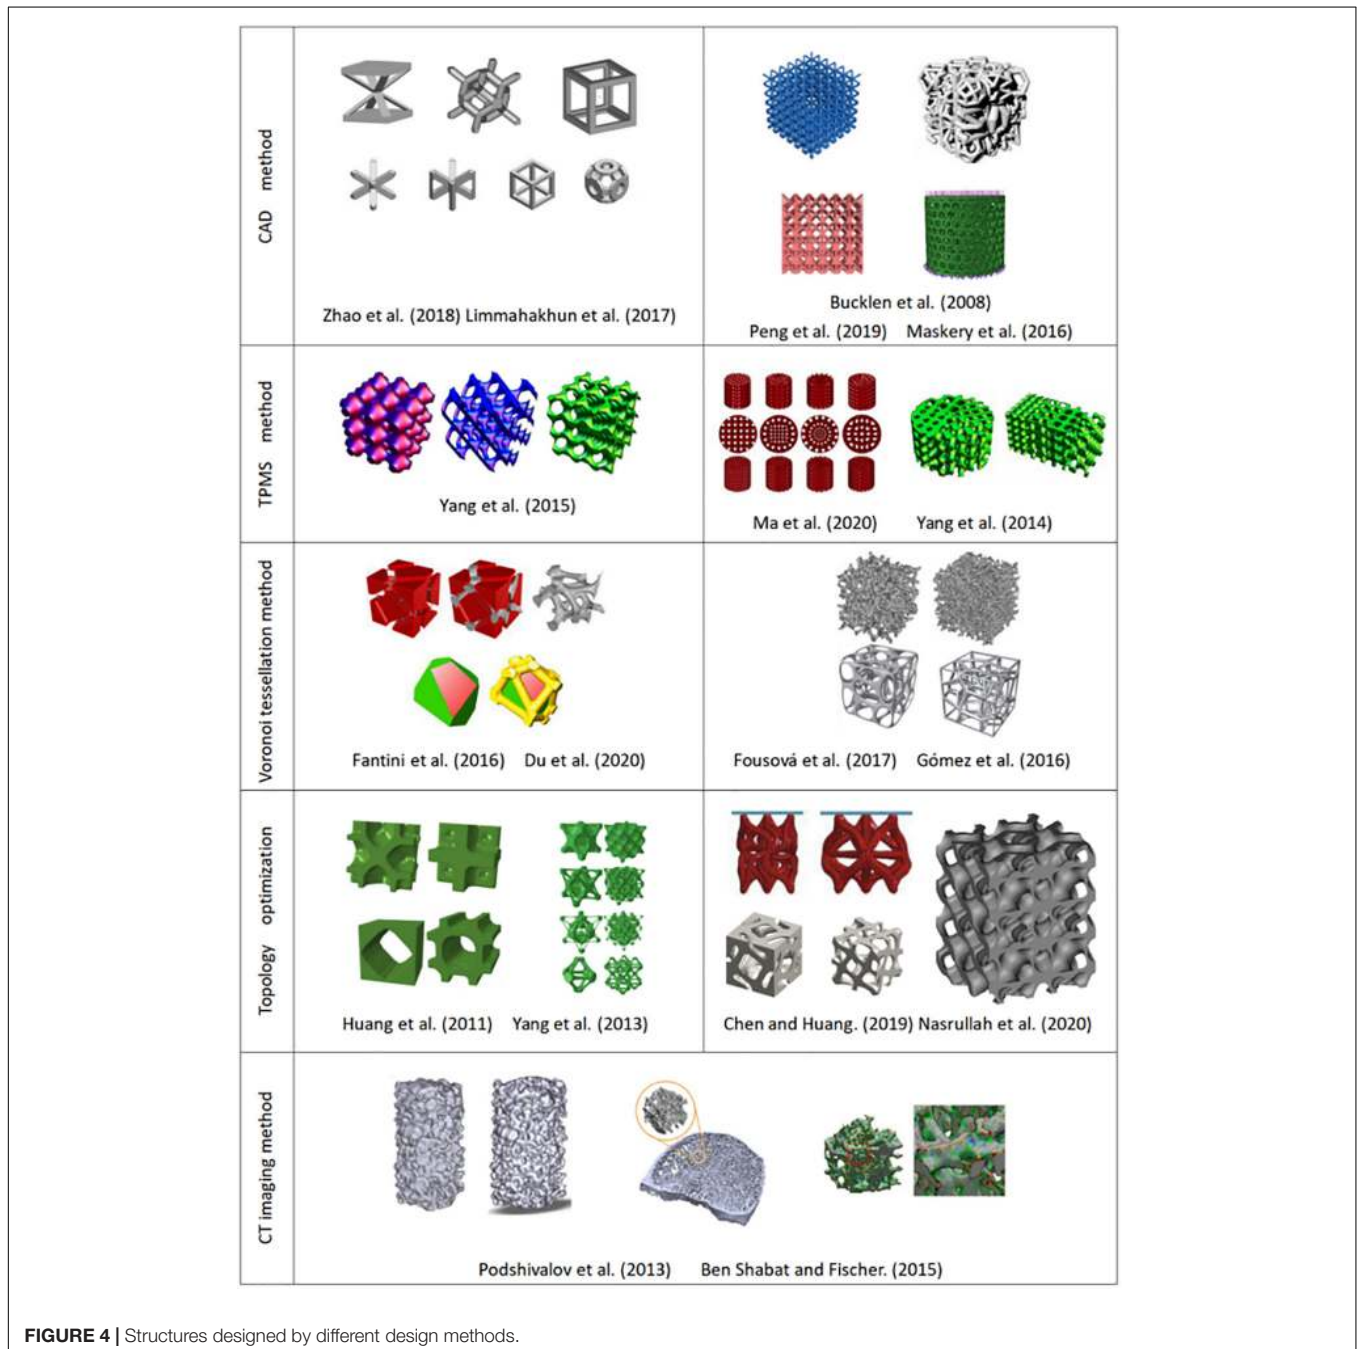 CAD method
Zhao et al. (2018) Limmahakhun et al. (2017)
Bucklen et al. (2008)
Peng et al. (2019) Maskery et al. (2016)
TPMS method
Yang et al. (2015)
Ma et al. (2020) Yang et al. (2014)
Voronoi tessellation method
Fantini et al. (2016) Du et al. (2020)
Fousová et al. (2017) Gómez et al. (2016)
Topology optimization
Huang et al. (2011) Yang et al. (2013)
Chen and Huang. (2019) Nasrullah et al. (2020)
CT imaging method
Podshivalov et al. (2013) Ben Shabat and Fischer. (2015)
FIGURE 4 | Structures designed by different design methods.